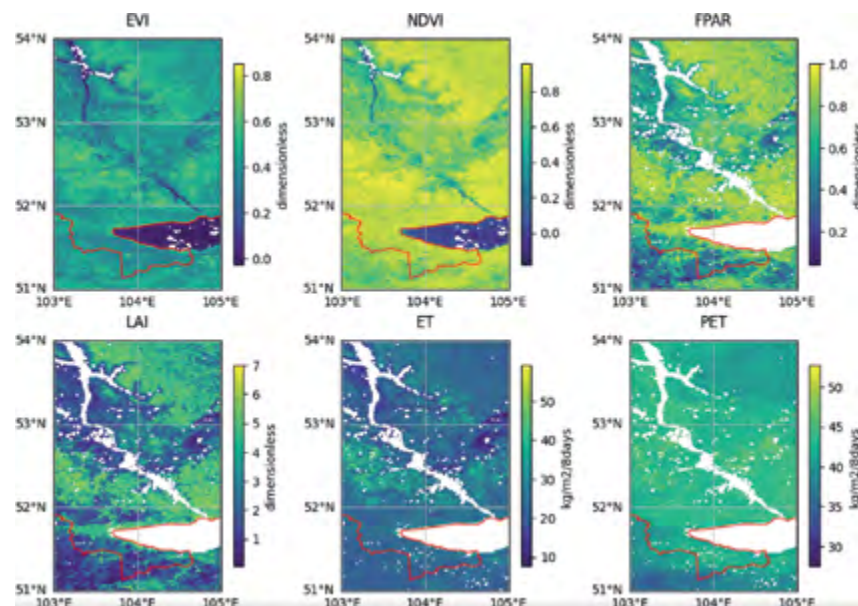 EVI
54°N
53°N
52°N
51°N
103°E 104°E 105°E
0.8
0.6
0.4
0.2
0.0
dimensionless
NDVI
54°N
53°N
52°N
51°N
103°E 104°E 105°E
0.8
0.6
0.4
0.2
0.0
dimensionless
FPAR
54°N
53°N
52°N
51°N
103°E 104°E 105°E
1.0
0.8
0.6
0.4
0.2
dimensionless
LAI
54°N
53°N
52°N
51°N
103°E 104°E 105°E
7
6
5
4
3
2
1
dimensionless
ET
54°N
53°N
52°N
51°N
103°E 104°E 105°E
50
40
30
20
10
kg/m2/8days
PET
54°N
53°N
52°N
51°N
103°E 104°E 105°E
50
45
40
35
30
kg/m2/8days